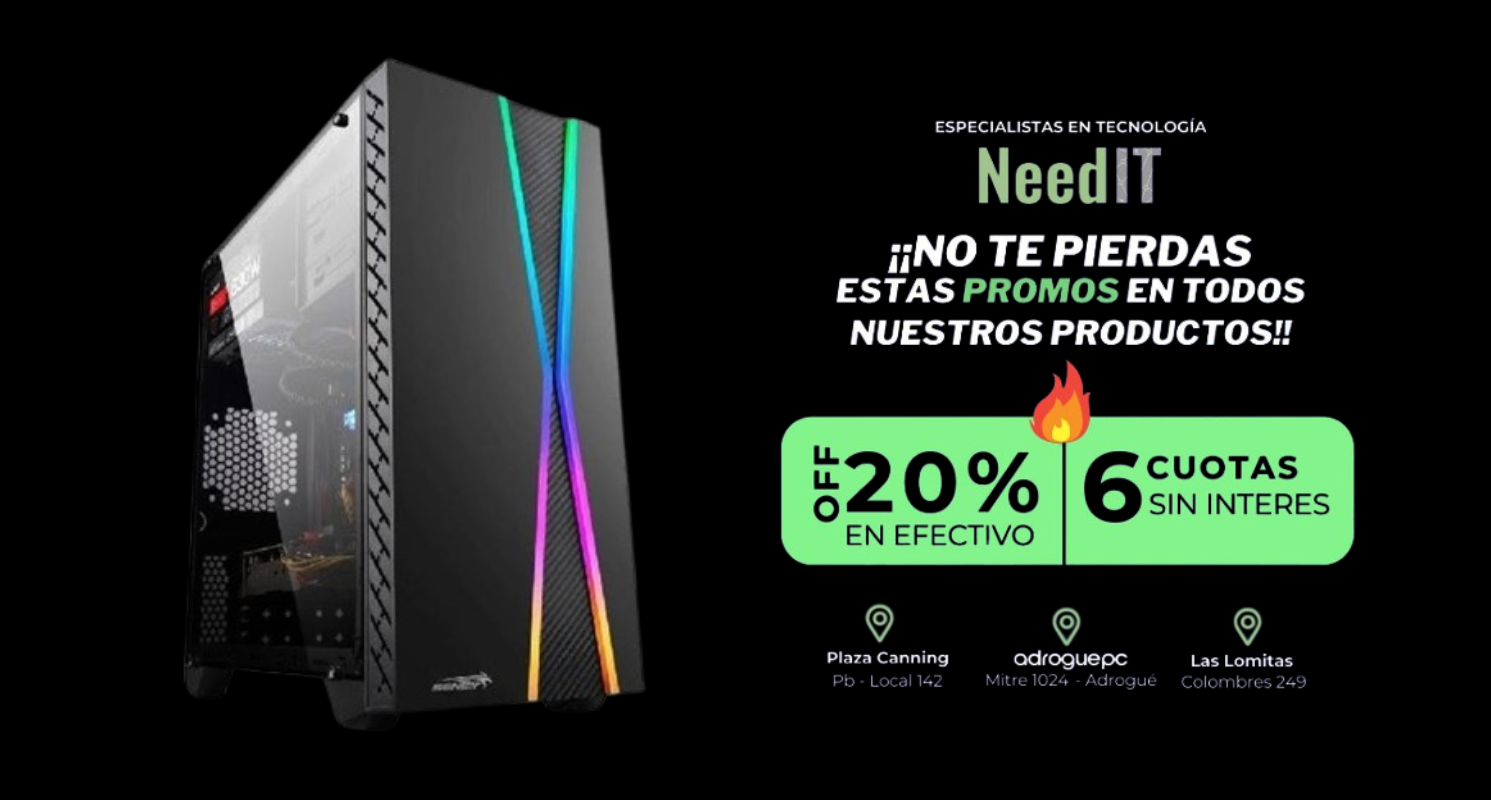 ESPECIALISTAS EN TECNOLOGÍA
NeedIT
¡¡NO TE PIERDAS
ESTAS PROMOS EN TODOS
NUESTROS PRODUCTOS!!
OFF 20%
EN EFECTIVO
6 CUOTAS
SIN INTERES
Plaza Canning
Pb - Local 142
adroguepc
Mitre 1024 - Adrogué
Las Lomitas
Colombres 249
SENTEY